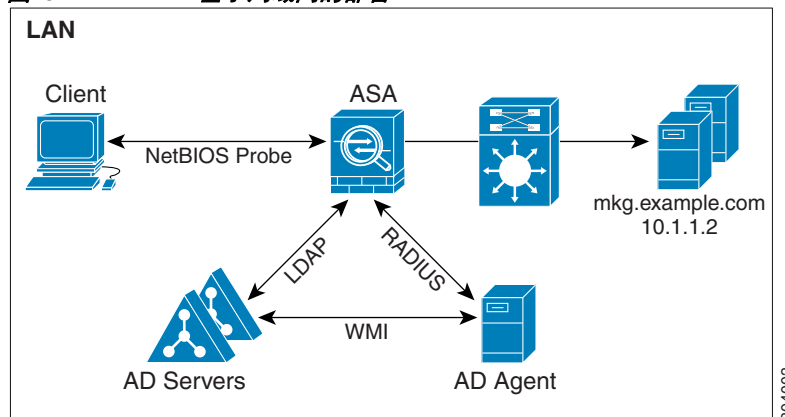 LAN
Client
ASA
NetBIOS Probe
mkg.example.com
10.1.1.2
LDAP
RADIUS
WMI
AD Servers
AD Agent